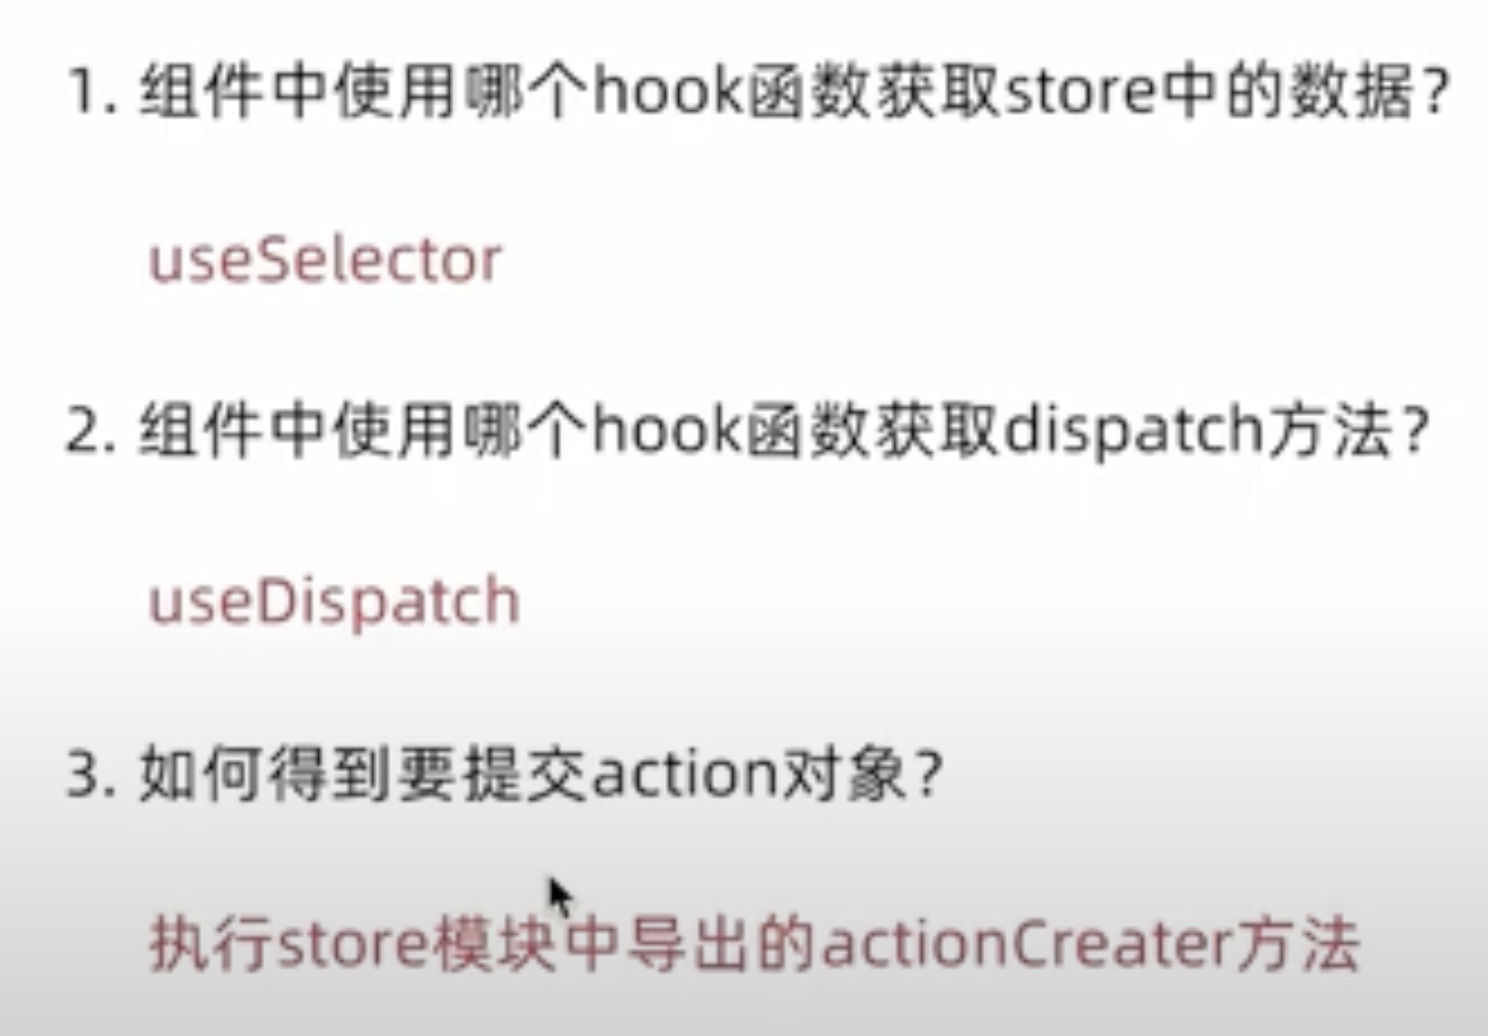 1. 组件中使用哪个hook函数获取store中的数据？
useSelector
2. 组件中使用哪个hook函数获取dispatch方法？
useDispatch
3. 如何得到要提交action对象？
执行store模块中导出的actionCreater方法